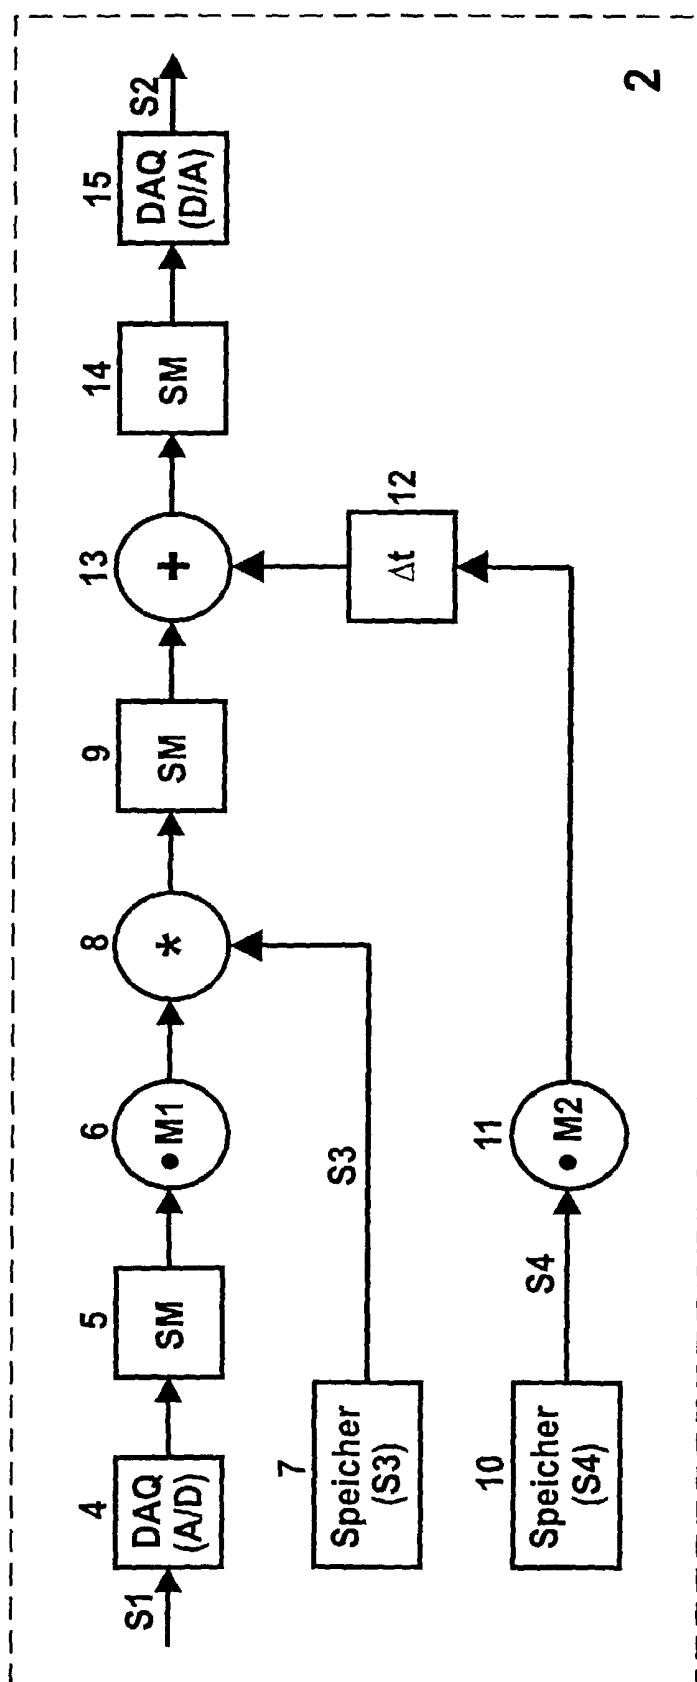 4
5
6
8
9
13
14
15
S1
DAQ
(A/D)
SM
• M1
*
SM
+
SM
DAQ
(D/A)
S2
7
Speicher
(S3)
S3
12
Δt
10
Speicher
(S4)
S4
11
• M2
2